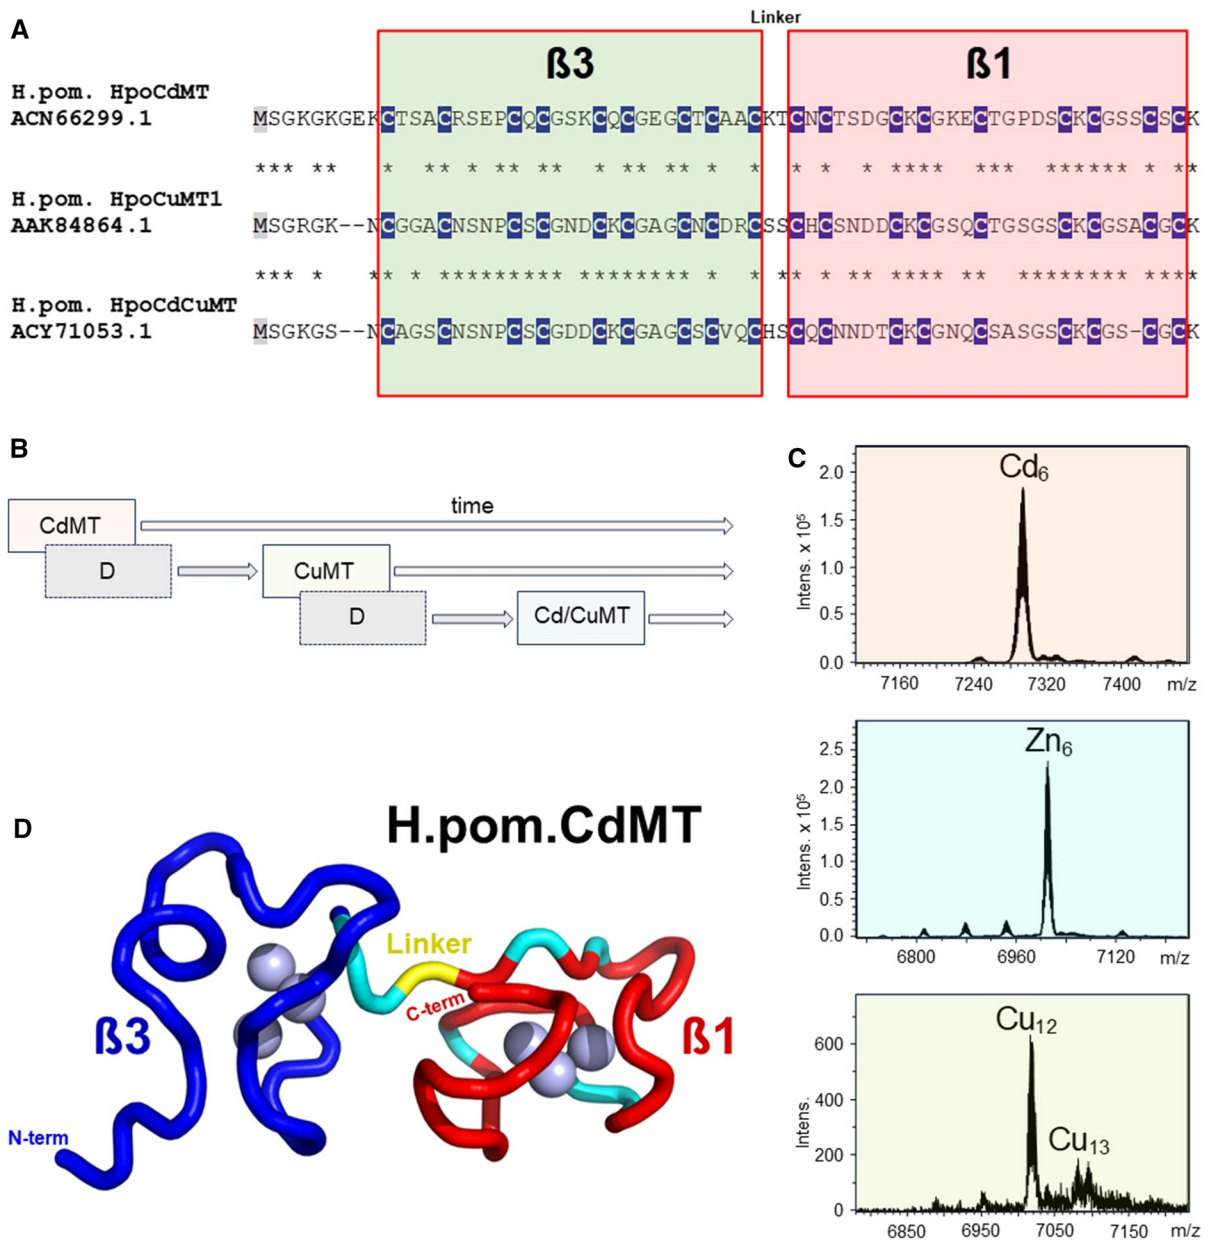 A
Linker
ß3
ß1
H.pom. HpoCdMT
ACN66299.1
MSGKGKGEKCTSACRSEPCQCGSKCQCGEGCTCAACKTCNCTSDGCKCGKECTGPDSCKCGSSCSCK
*** ** * ** * ** ** * ** ** * * * * **** *** ****** * **
H.pom. HpoCuMT1
AAK84864.1
MSGRGK--NCGGACNSNPCSCGNDCKCGAGCNCDRCSSCHCSNDDCKCGSQCTGSGSCKCGSACGCK
*** * ** * ********* ******** * * ** * ** **** ** ****** ****
H.pom. HpoCdCuMT
ACY71053.1
MSGKGS--NCAGSCNSNPCSCGDDCKCGAGCSCVQCHSCQCNNDTCKCGNQCSASGSCKCGS-CGCK
B
time
CdMT
D
CuMT
D
Cd/CuMT
C
Cd₆
Intens. x 10⁵
2.0
1.5
1.0
0.5
0.0
7160 7240 7320 7400 m/z
Zn₆
Intens. x 10⁵
2.5
2.0
1.5
1.0
0.5
0.0
6800 6960 7120 m/z
Cu₁₂
Cu₁₃
Intens.
600
400
200
0
6850 6950 7050 7150 m/z
D
H.pom.CdMT
Linker
C-term
ß3
ß1
N-term